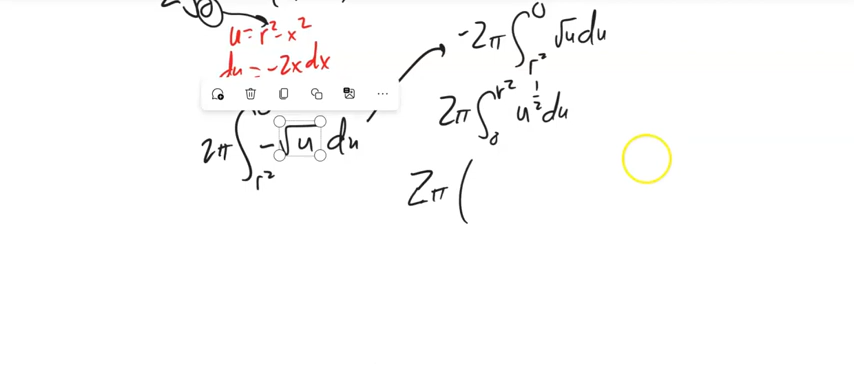 u = r² - x²
du = -2x dx
2π ∫_{r²} -√u du
-2π ∫_{r²}^{0} √u du
2π ∫_{0}^{r²} u^{1/2} du
2π (